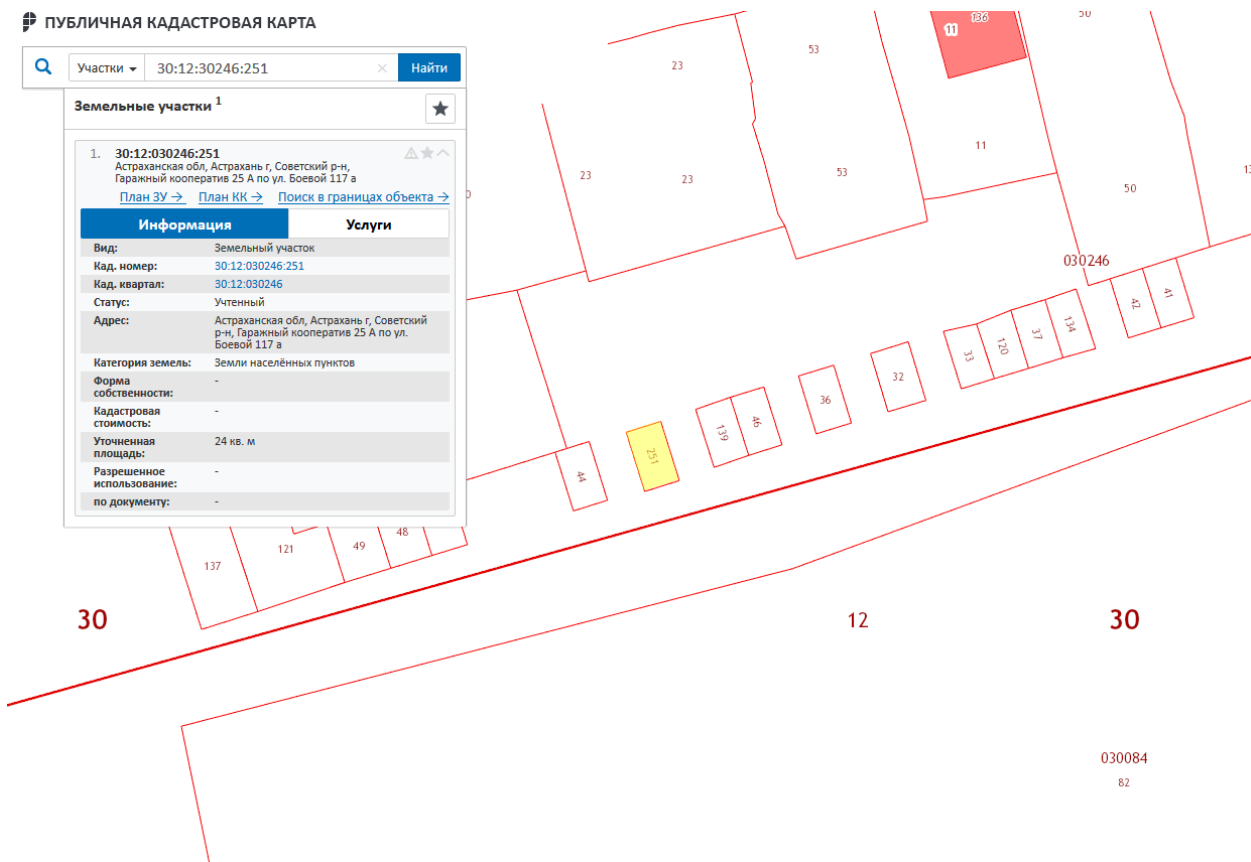 ПУБЛИЧНАЯ КАДАСТРОВАЯ КАРТА
Участки 30:12:30246:251 Найти
Земельные участки 1
1. 30:12:030246:251
Астраханская обл, Астрахань г, Советский р-н,
Гаражный кооператив 25 А по ул. Боевой 117 а
План ЗУ → План КК → Поиск в границах объекта →
Информация Услуги
Вид: Земельный участок
Кад. номер: 30:12:030246:251
Кад. квартал: 30:12:030246
Статус: Учтенный
Адрес: Астраханская обл, Астрахань г, Советский
р-н, Гаражный кооператив 25 А по ул.
Боевой 117 а
Категория земель: Земли населённых пунктов
Форма
собственности: -
Кадастровая
стоимость: -
Уточненная
площадь: 24 кв. м
Разрешенное
использование: -
по документу: -
136
11
50
53
23
11
53
23
23
50
030246
42
41
134
37
120
33
32
36
46
139
251
44
48
49
121
137
30
12
30
030084
82